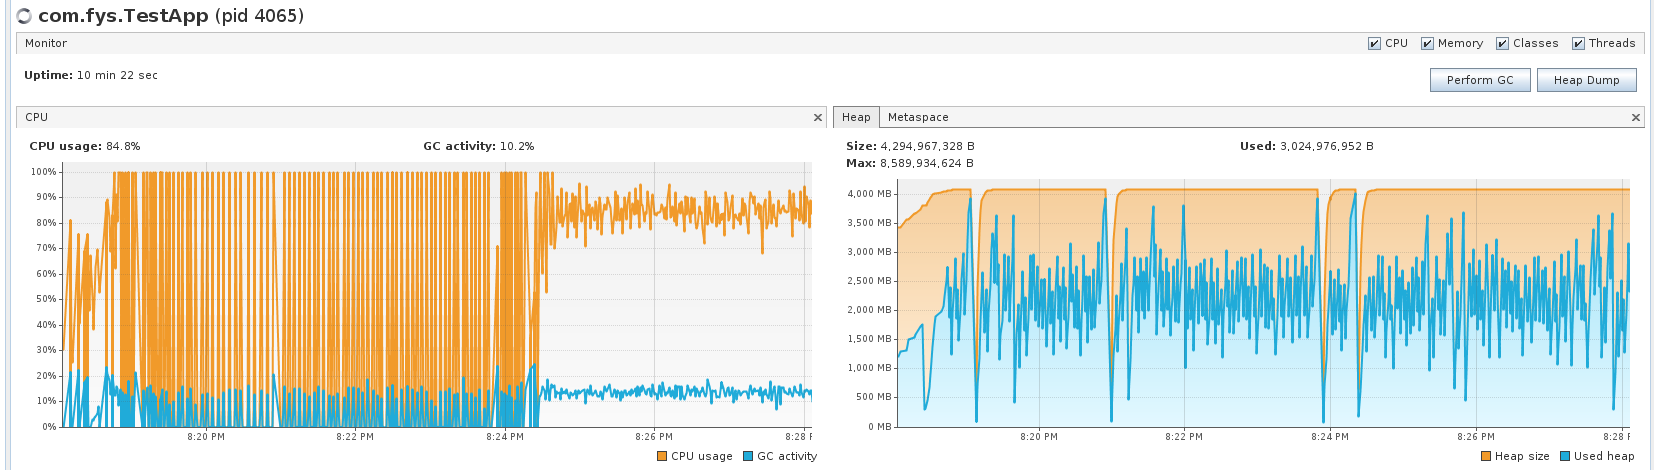 com.fys.TestApp (pid 4065)
Monitor
CPU Memory Classes Threads
Uptime: 10 min 22 sec
Perform GC Heap Dump
CPU
CPU usage: 84.8% GC activity: 10.2%
100%
90%
80%
70%
60%
50%
40%
30%
20%
10%
0%
8:20 PM 8:22 PM 8:24 PM 8:26 PM 8:28 P
CPU usage GC activity
Heap Metaspace
Size: 4,294,967,328 B Used: 3,024,976,952 B
Max: 8,589,934,624 B
4,000 MB
3,500 MB
3,000 MB
2,500 MB
2,000 MB
1,500 MB
1,000 MB
500 MB
0 MB
8:20 PM 8:22 PM 8:24 PM 8:26 PM 8:28 P
Heap size Used heap